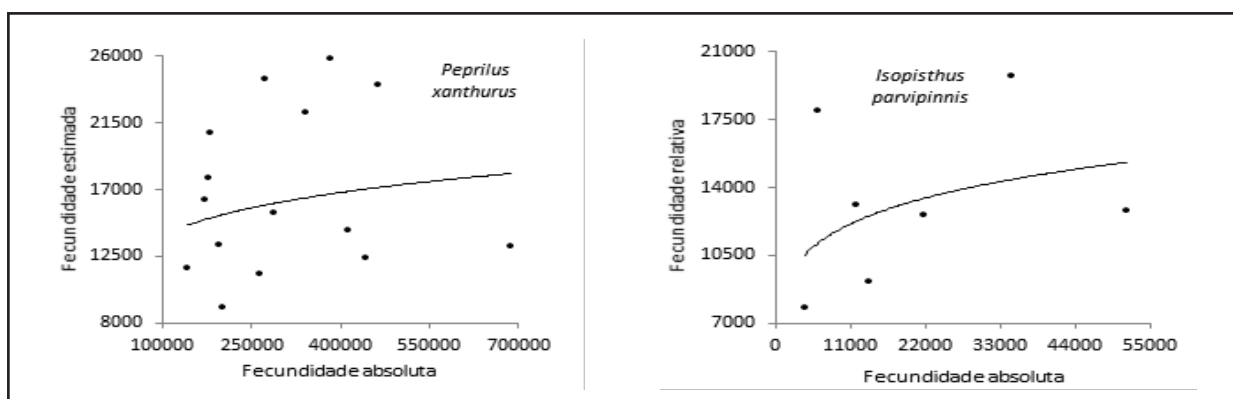 26000
21500
17000
12500
8000
Fecundidade estimada
Peprilus
xanthurus
100000 250000 400000 550000 700000
Fecundidade absoluta
21000
17500
14000
10500
7000
Fecundidade relativa
Isopisthus
parvipinnis
0 11000 22000 33000 44000 55000
Fecundidade absoluta